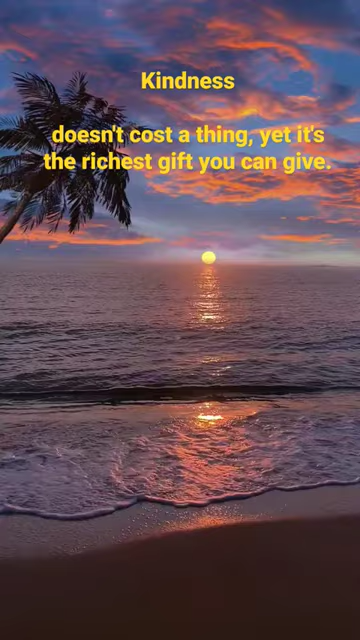 Kindness
doesn't cost a thing, yet it's
the richest gift you can give.